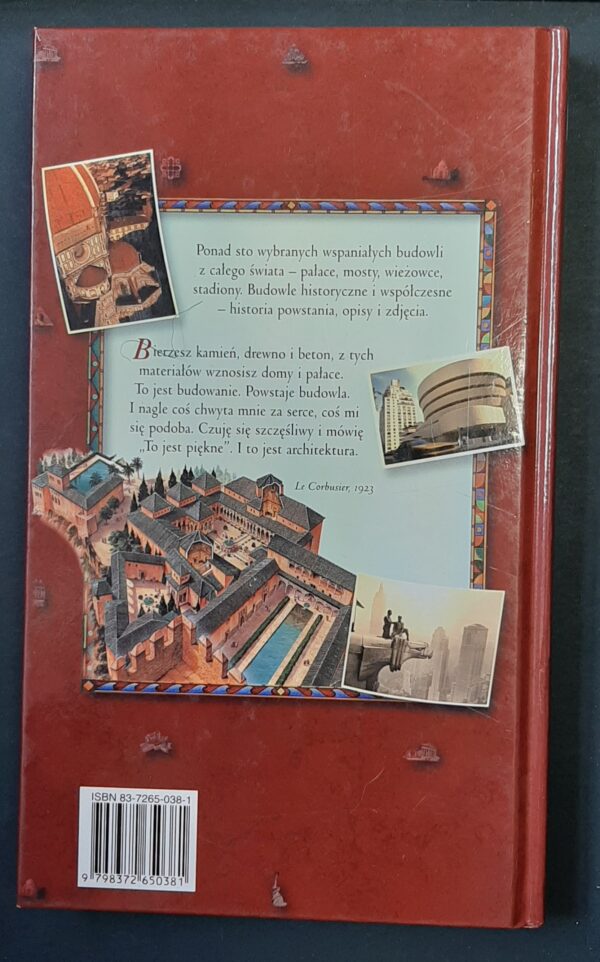 Ponad sto wybranych wspaniałych budowli
z całego świata – pałace, mosty, wieżowce,
stadiony. Budowle historyczne i współczesne
– historia powstania, opisy i zdjęcia.
Bierzesz kamień, drewno i beton, z tych
materiałów wznosisz domy i pałace.
To jest budowanie. Powstaje budowla.
I nagle coś chwyta mnie za serce, coś mi
się podoba. Czuję się szczęśliwy i mówię
„To jest piękne”. I to jest architektura.
Le Corbusier, 1923
ISBN 83-7265-038-1
9 798372 650381